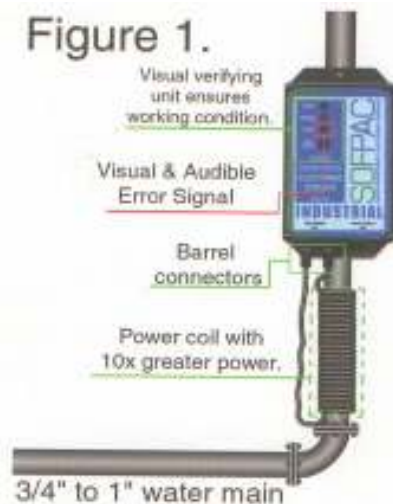 Figure 1.
Visual verifying
unit ensures
working condition.
Visual & Audible
Error Signal
SOFPAC
INDUSTRIAL
Barrel
connectors
Power coil with
10x greater power.
3/4" to 1" water main